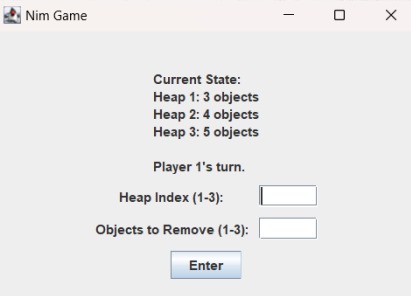 Nim Game
Current State:
Heap 1: 3 objects
Heap 2: 4 objects
Heap 3: 5 objects
Player 1's turn.
Heap Index (1-3):
Objects to Remove (1-3):
Enter